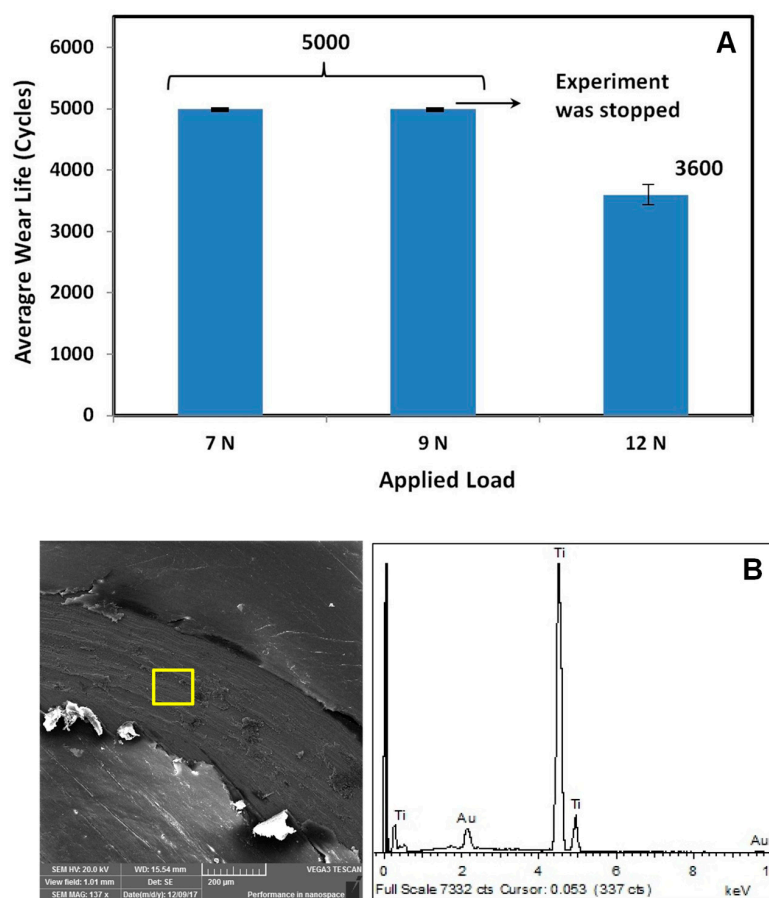 A
6000
5000
5000
4000
3000
2000
1000
0
Averagre Wear Life (Cycles)
5000
Experiment
was stopped
3600
7 N
9 N
12 N
Applied Load
SEM HV: 20.0 kV WD: 15.54 mm VEGA3 TESCAN
View field: 1.01 mm Det: SE 200 µm
SEM MAG: 137 x Date(m/d/y): 12/09/17 Performance in nanospace
B
Ti
Ti
Au
Ti
Au
0 2 4 6 8 10
Full Scale 7332 cts Cursor: 0.053 (337 cts) keV